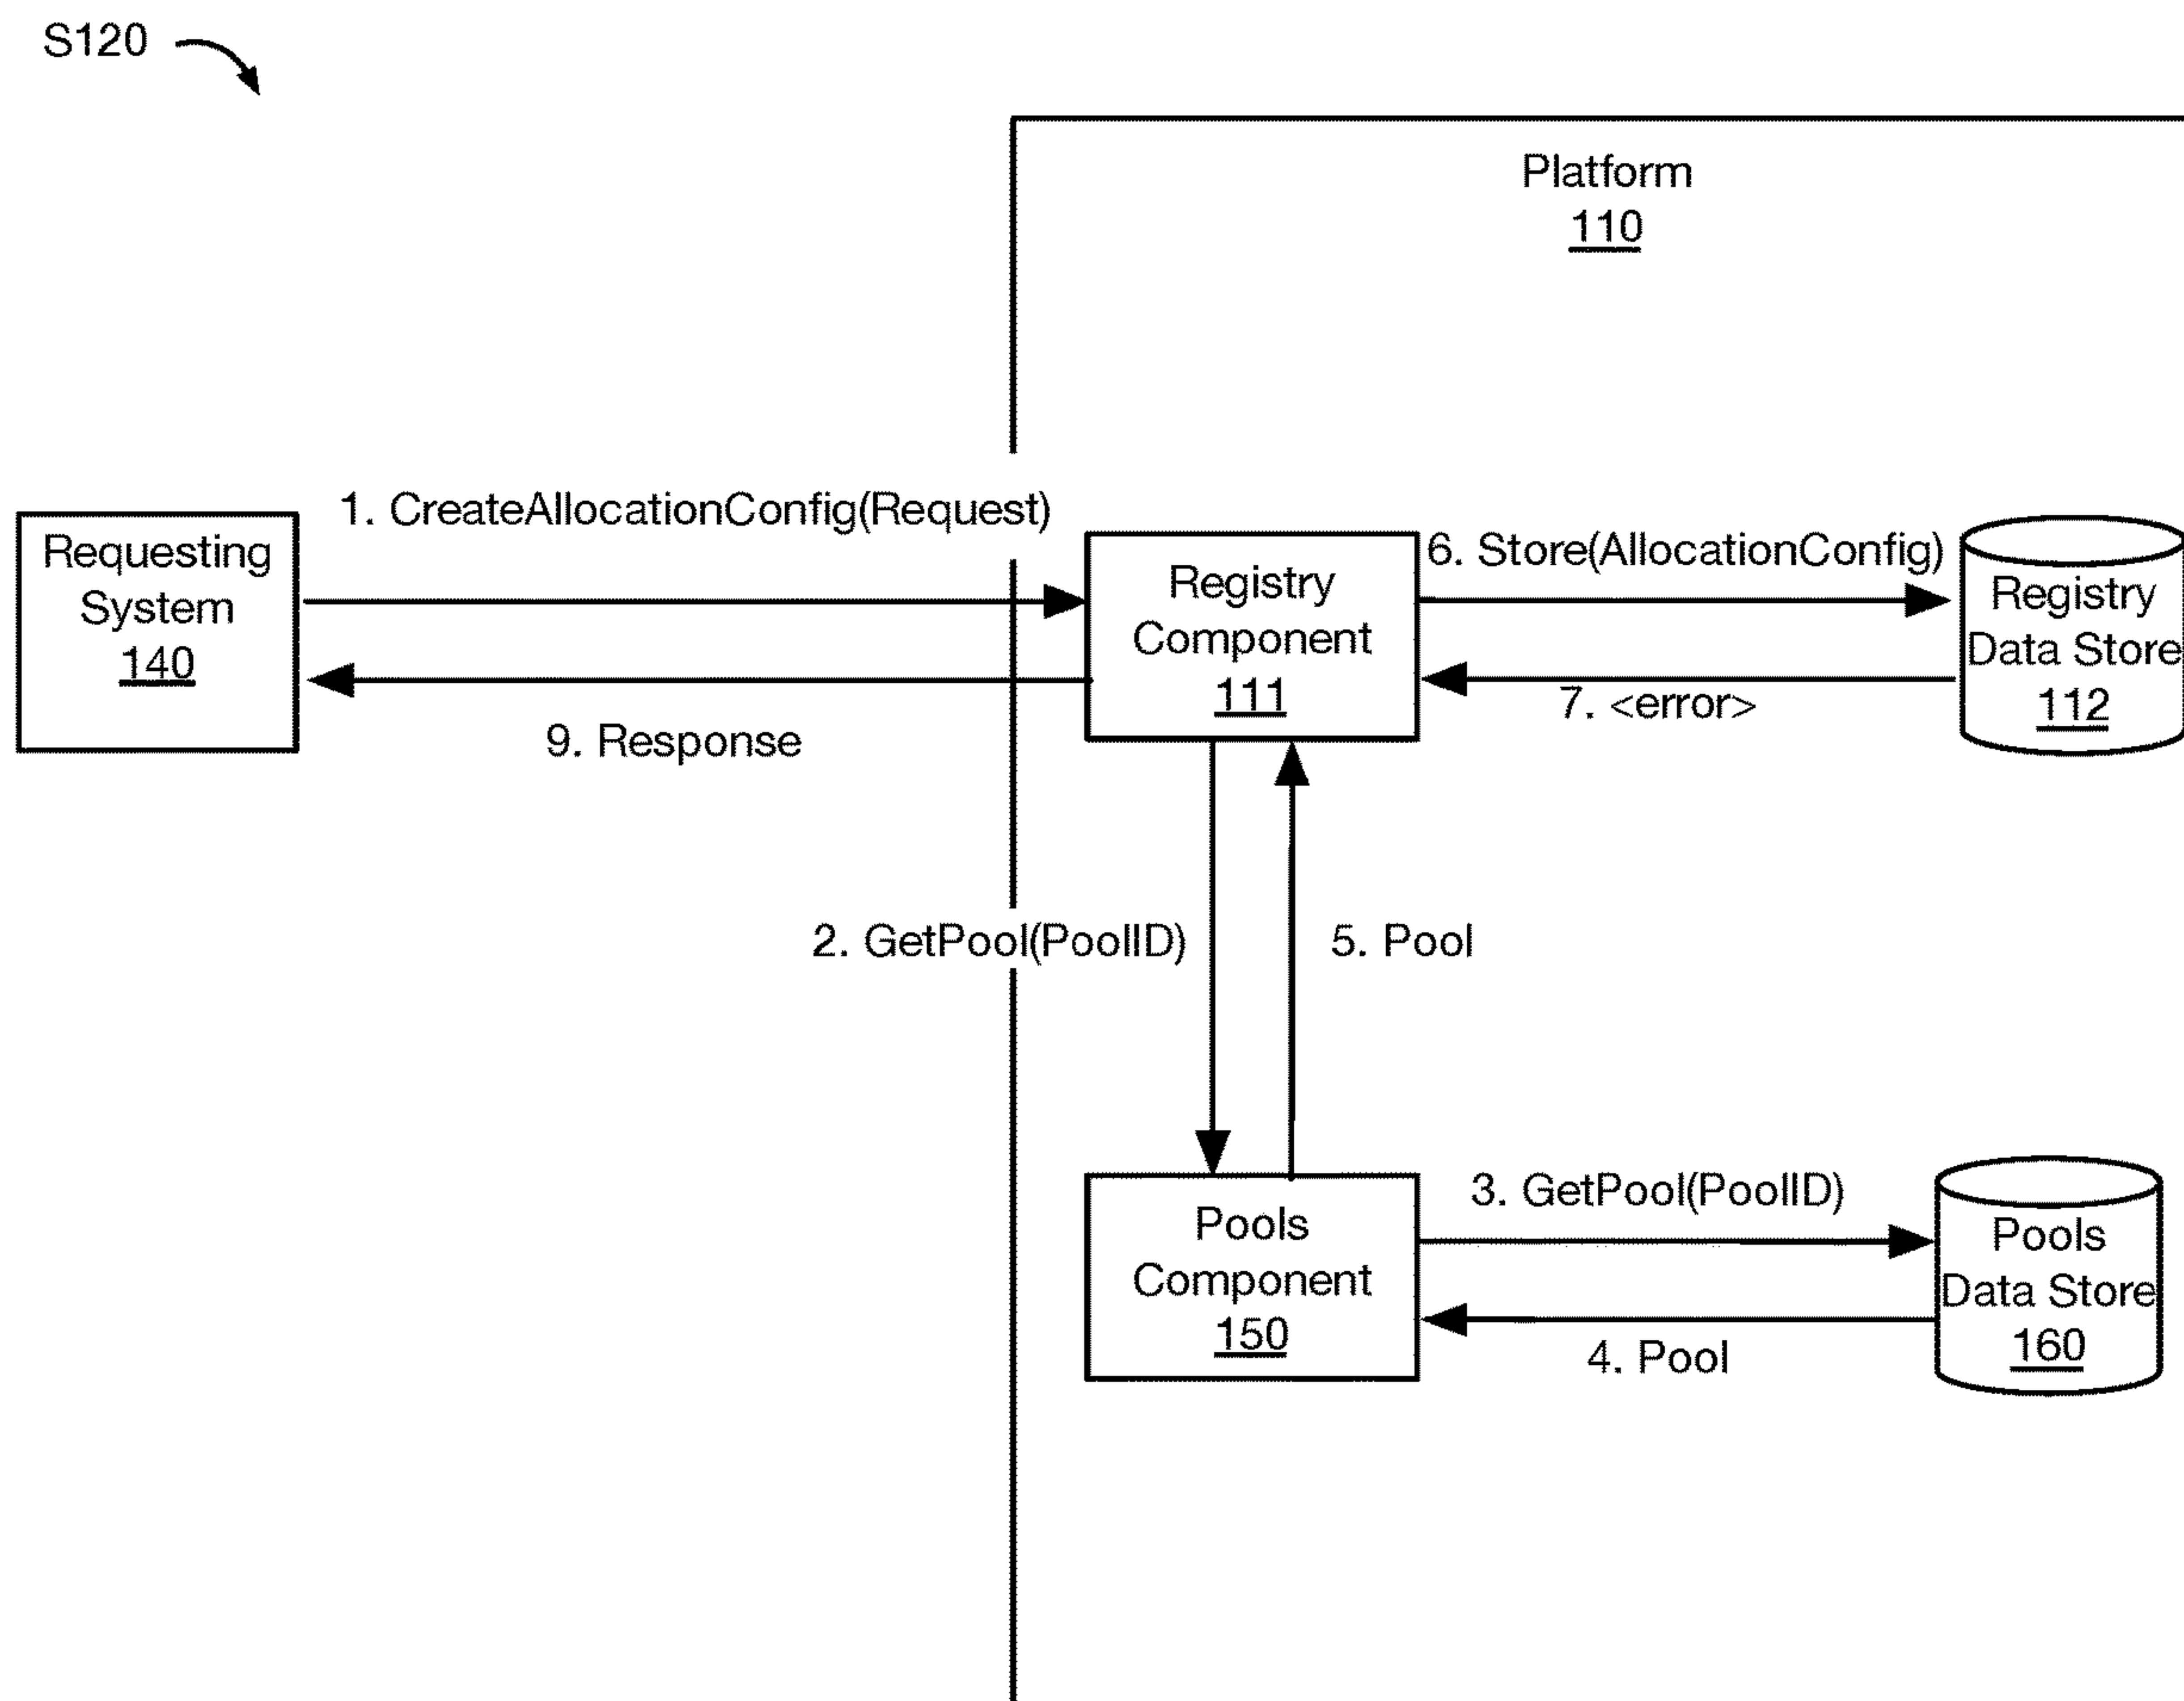 S120
Platform
110
1. CreateAllocationConfig(Request)
Requesting
System
140
Registry
Component
111
6. Store(AllocationConfig)
Registry
Data Store
112
7. <error>
9. Response
2. GetPool(PoolID)
5. Pool
Pools
Component
150
3. GetPool(PoolID)
Pools
Data Store
160
4. Pool